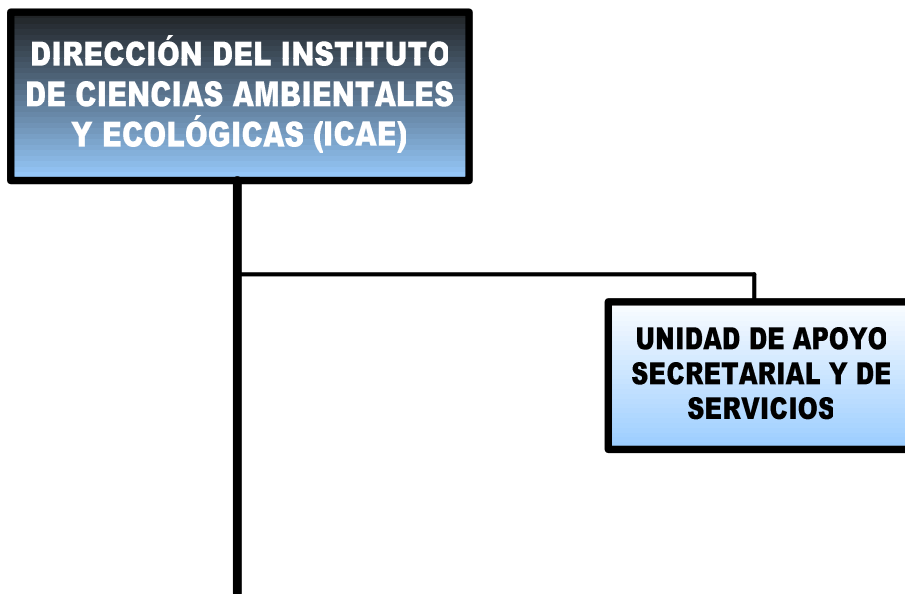 DIRECCIÓN DEL INSTITUTO
DE CIENCIAS AMBIENTALES
Y ECOLÓGICAS (ICAE)
UNIDAD DE APOYO
SECRETARIAL Y DE
SERVICIOS